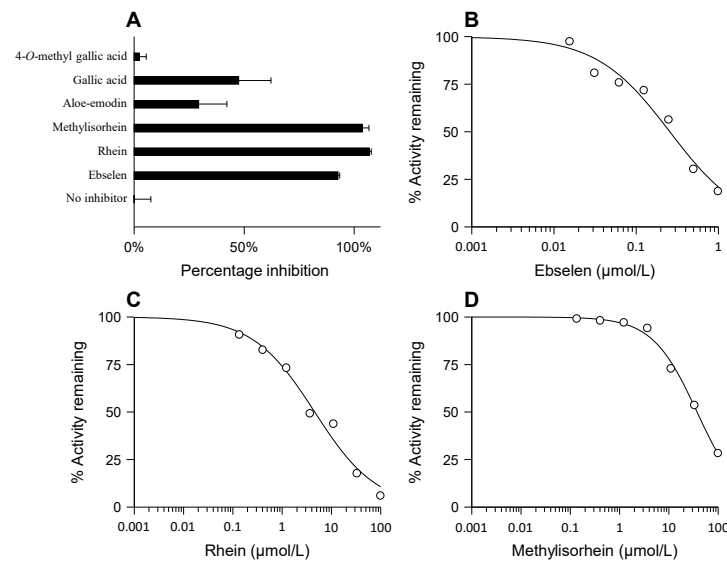 A
4-O-methyl gallic acid
Gallic acid
Aloe-emodin
Methylisorhein
Rhein
Ebselen
No inhibitor
0%
50%
100%
Percentage inhibition
B
% Activity remaining
100
75
50
25
0
0.001
0.01
0.1
1
Ebselen (µmol/L)
C
% Activity remaining
100
75
50
25
0
0.001
0.01
0.1
1
10
100
Rhein (µmol/L)
D
% Activity remaining
100
75
50
25
0
0.001
0.01
0.1
1
10
100
Methylisorhein (µmol/L)